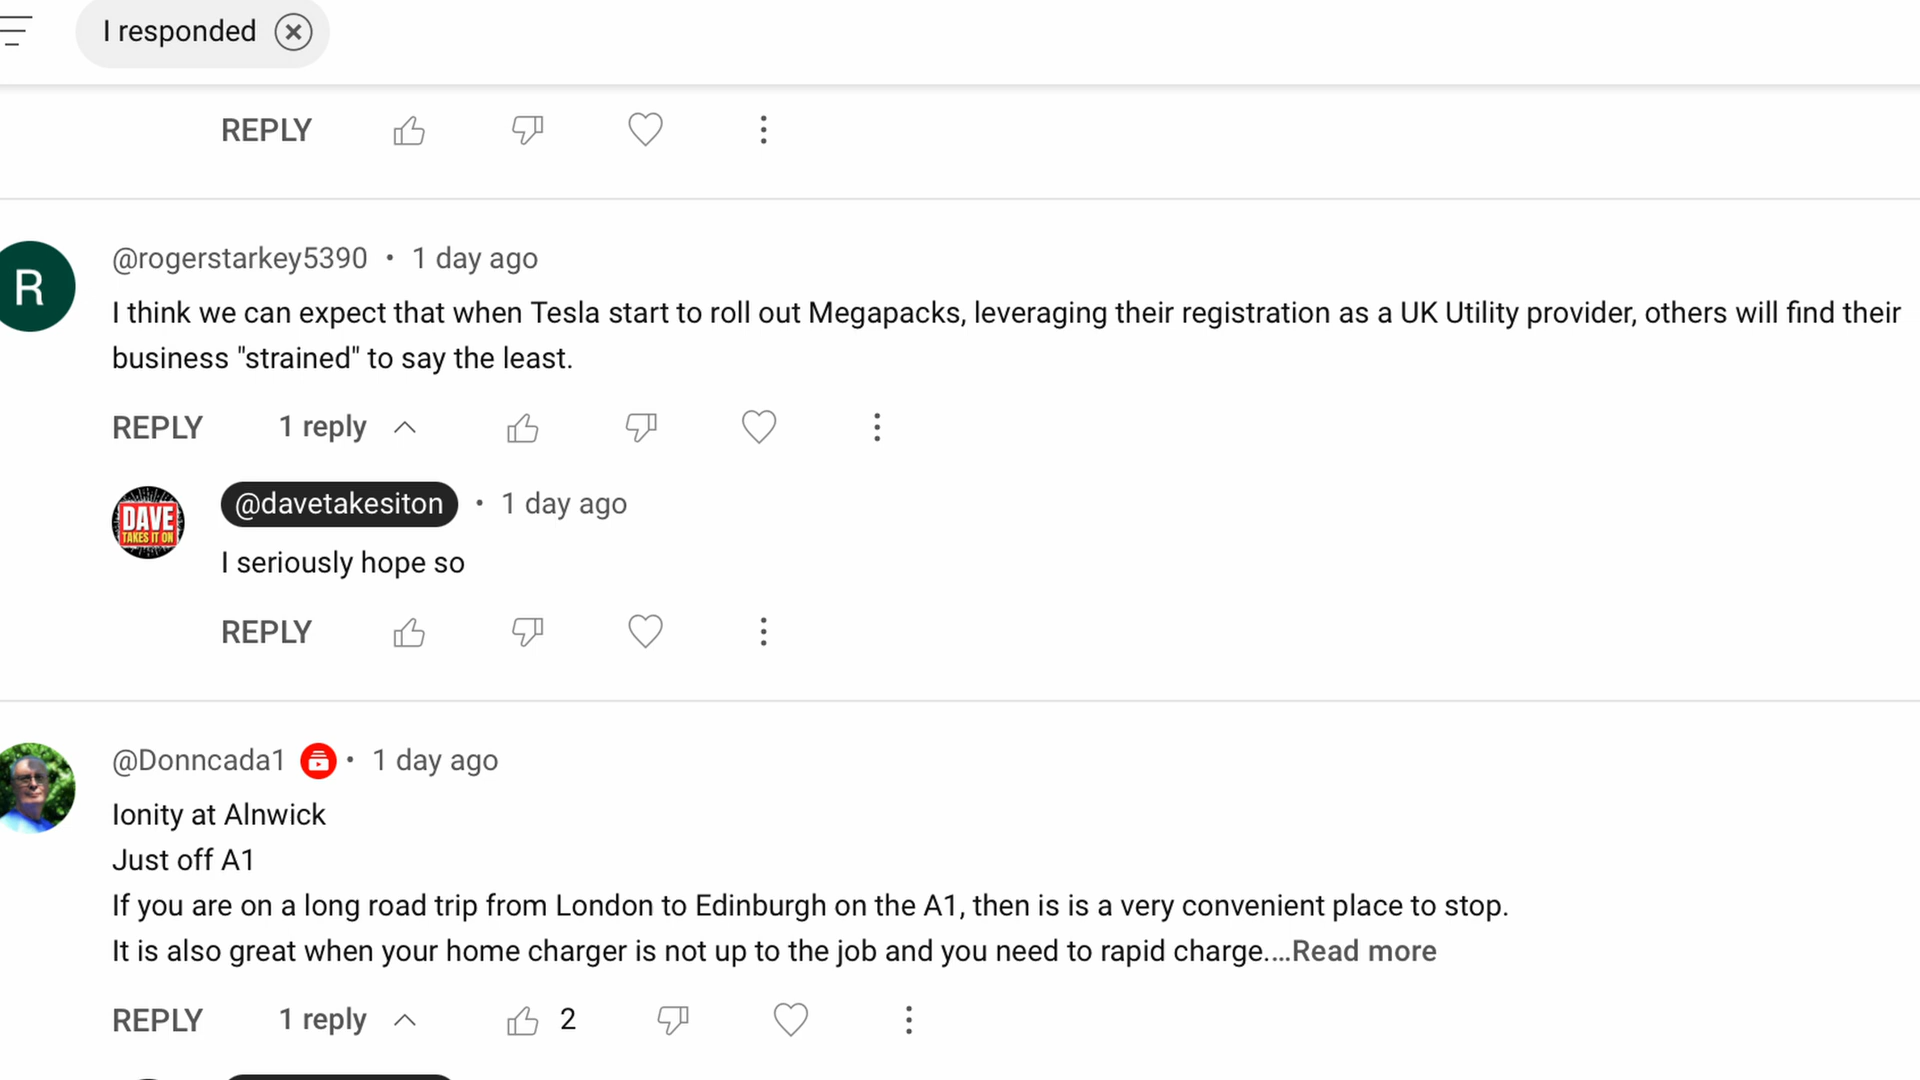 I responded
REPLY
R
@rogerstarkey5390 • 1 day ago
I think we can expect that when Tesla start to roll out Megapacks, leveraging their registration as a UK Utility provider, others will find their
business "strained" to say the least.
REPLY 1 reply
DAVE
TAKES IT ON
@davetakesiton • 1 day ago
I seriously hope so
REPLY
@Donncada1 • 1 day ago
Ionity at Alnwick
Just off A1
If you are on a long road trip from London to Edinburgh on the A1, then is is a very convenient place to stop.
It is also great when your home charger is not up to the job and you need to rapid charge....Read more
REPLY 1 reply 2